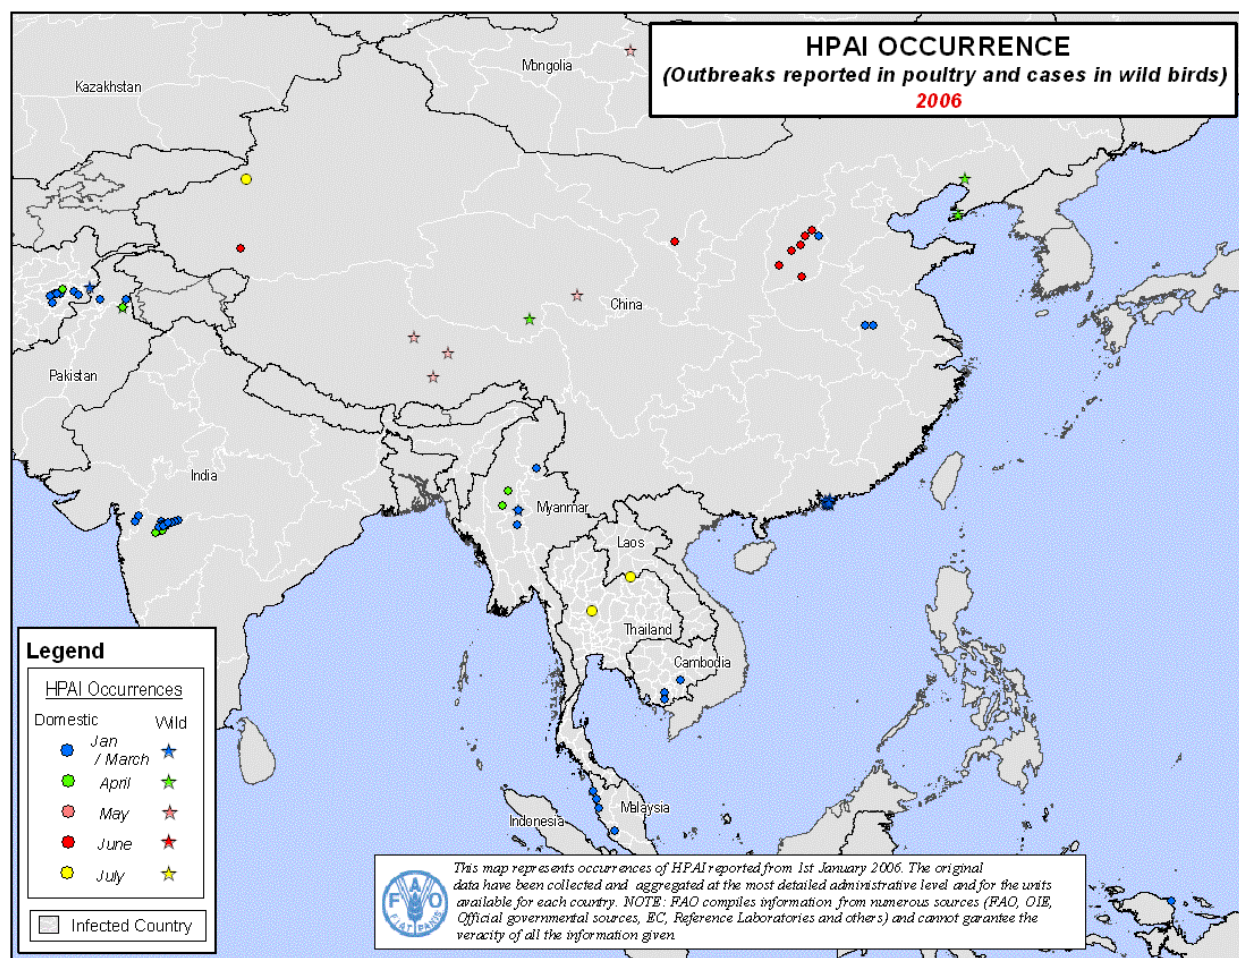 HPAI OCCURRENCE
(Outbreaks reported in poultry and cases in wild birds)
2006
Kazakhstan
Mongolia
China
Pakistan
India
Myanmar
Laos
Thailand
Cambodia
Malaysia
Indonesia
Legend
HPAI Occurrences
Domestic Wild
Jan / March
April
May
June
July
Infected Country
F A O
FIAT PANIS
This map represents occurrences of HPAI reported from 1st January 2006. The original
data have been collected and aggregated at the most detailed administrative level and for the units
available for each country. NOTE: FAO compiles information from numerous sources (FAO, OIE,
Official governmental sources, EC, Reference Laboratories and others) and cannot garantee the
veracity of all the information given